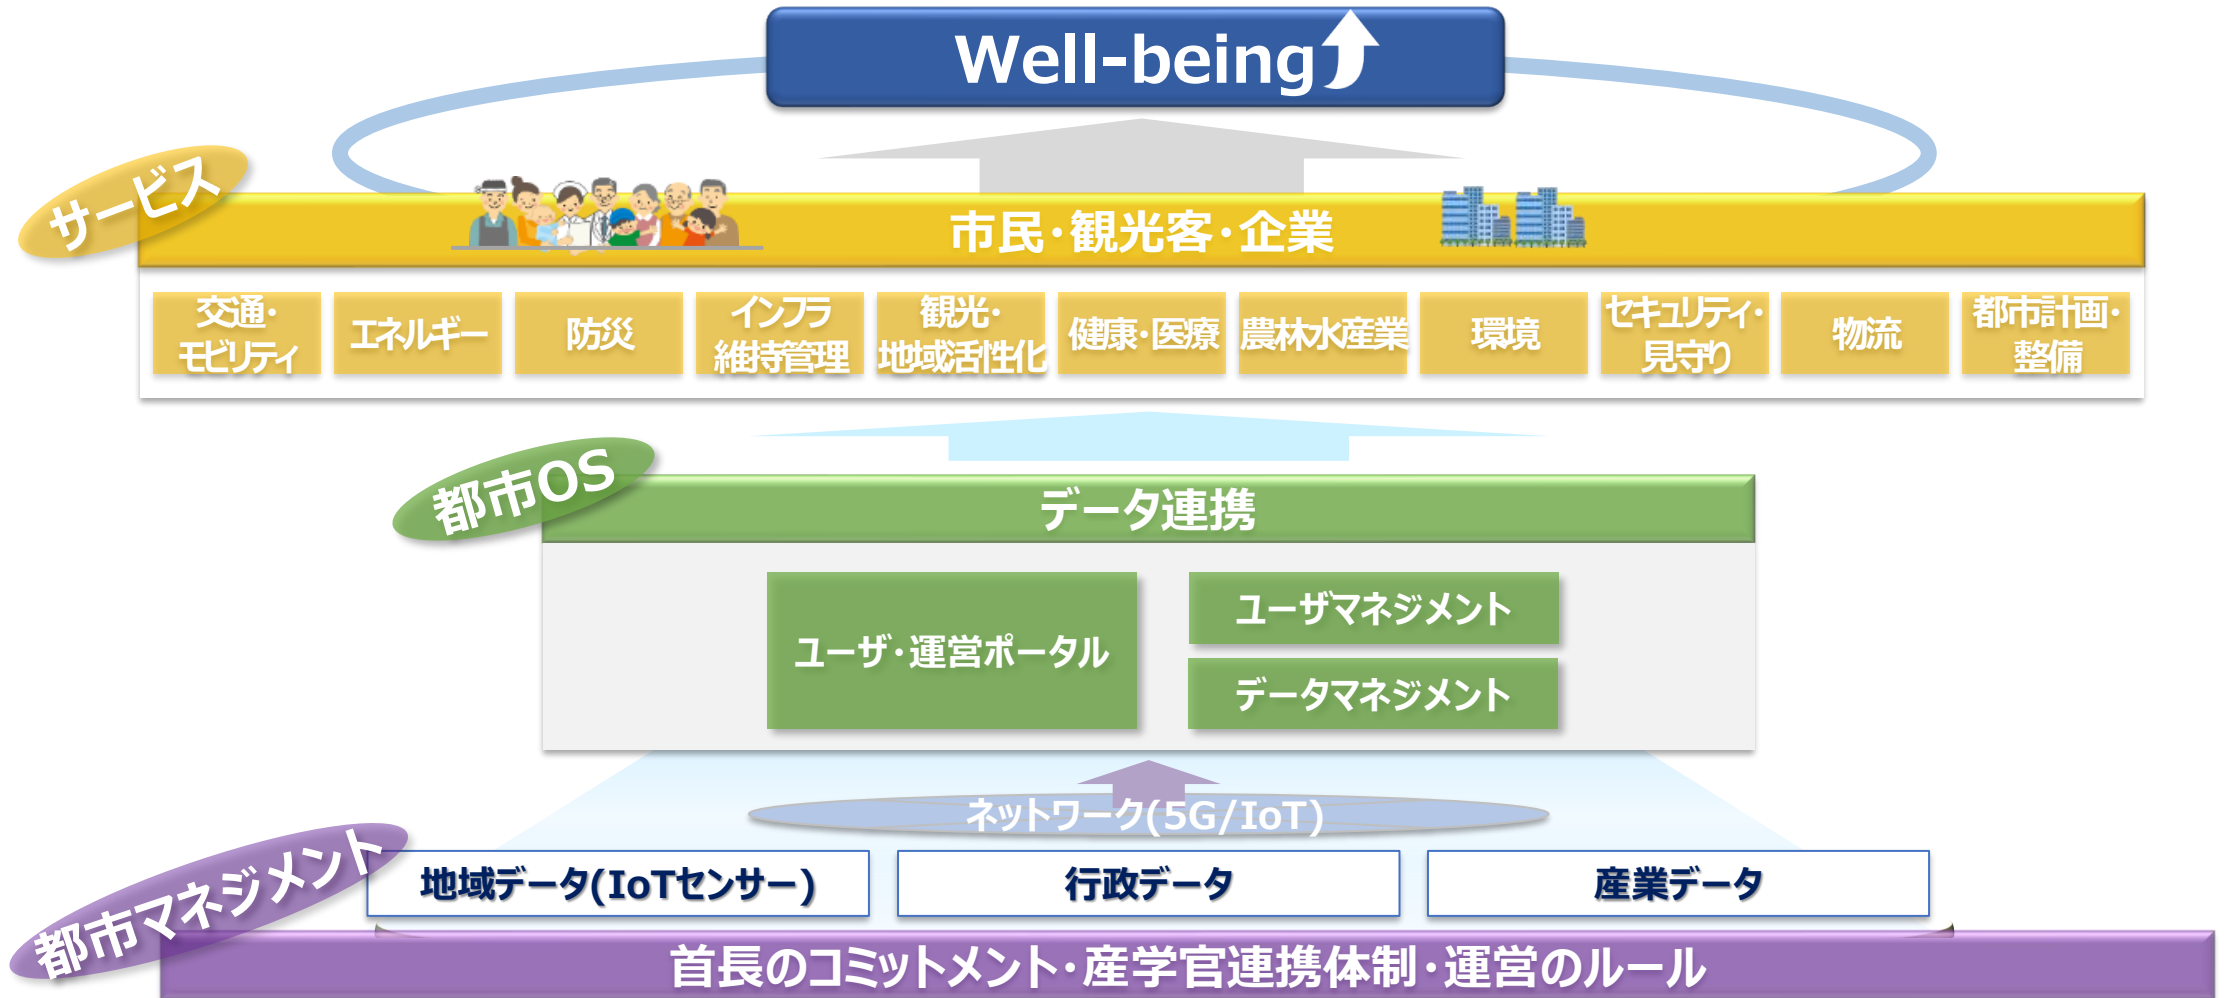 Well-being
サービス
市民・観光客・企業
交通・
モビリティ
エネルギー
防災
インフラ
維持管理
観光・
地域活性化
健康・医療
農林水産業
環境
セキュリティ・
見守り
物流
都市計画・
整備
都市OS
データ連携
ユーザ・運営ポータル
ユーザマネジメント
データマネジメント
ネットワーク(5G/IoT)
都市マネジメント
地域データ(IoTセンサー)
行政データ
産業データ
首長のコミットメント・産学官連携体制・運営のルール